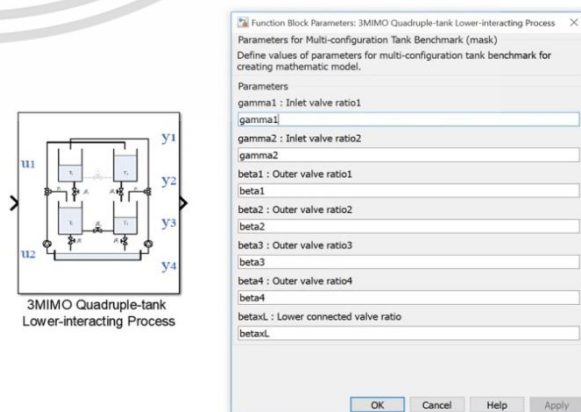 u1
u2
y1
y2
y3
y4
3MIMO Quadruple-tank
Lower-interacting Process
Function Block Parameters: 3MIMO Quadruple-tank Lower-interacting Process
Parameters for Multi-configuration Tank Benchmark (mask)
Define values of parameters for multi-configuration tank benchmark for
creating mathematic model.
Parameters
gamma1 : Inlet valve ratio1
gamma1
gamma2 : Inlet valve ratio2
gamma2
beta1 : Outer valve ratio1
beta1
beta2 : Outer valve ratio2
beta2
beta3 : Outer valve ratio3
beta3
beta4 : Outer valve ratio4
beta4
betaxL : Lower connected valve ratio
betaxL
OK Cancel Help Apply